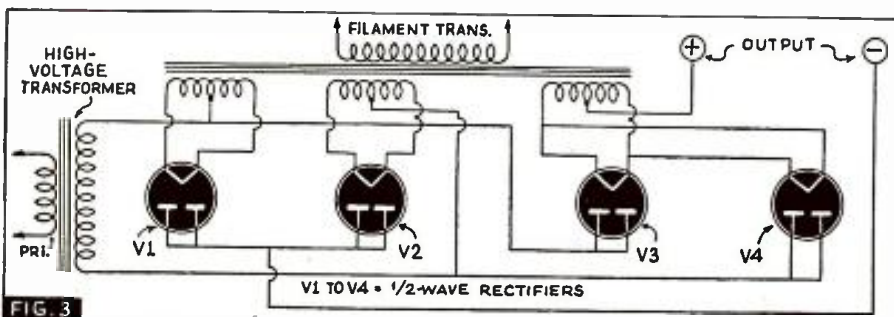 FILAMENT TRANS.
HIGH-
VOLTAGE
TRANSFORMER
+ OUTPUT −
PRI.
V1
V2
V3
V4
V1 TO V4 = 1/2-WAVE RECTIFIERS
FIG. 3